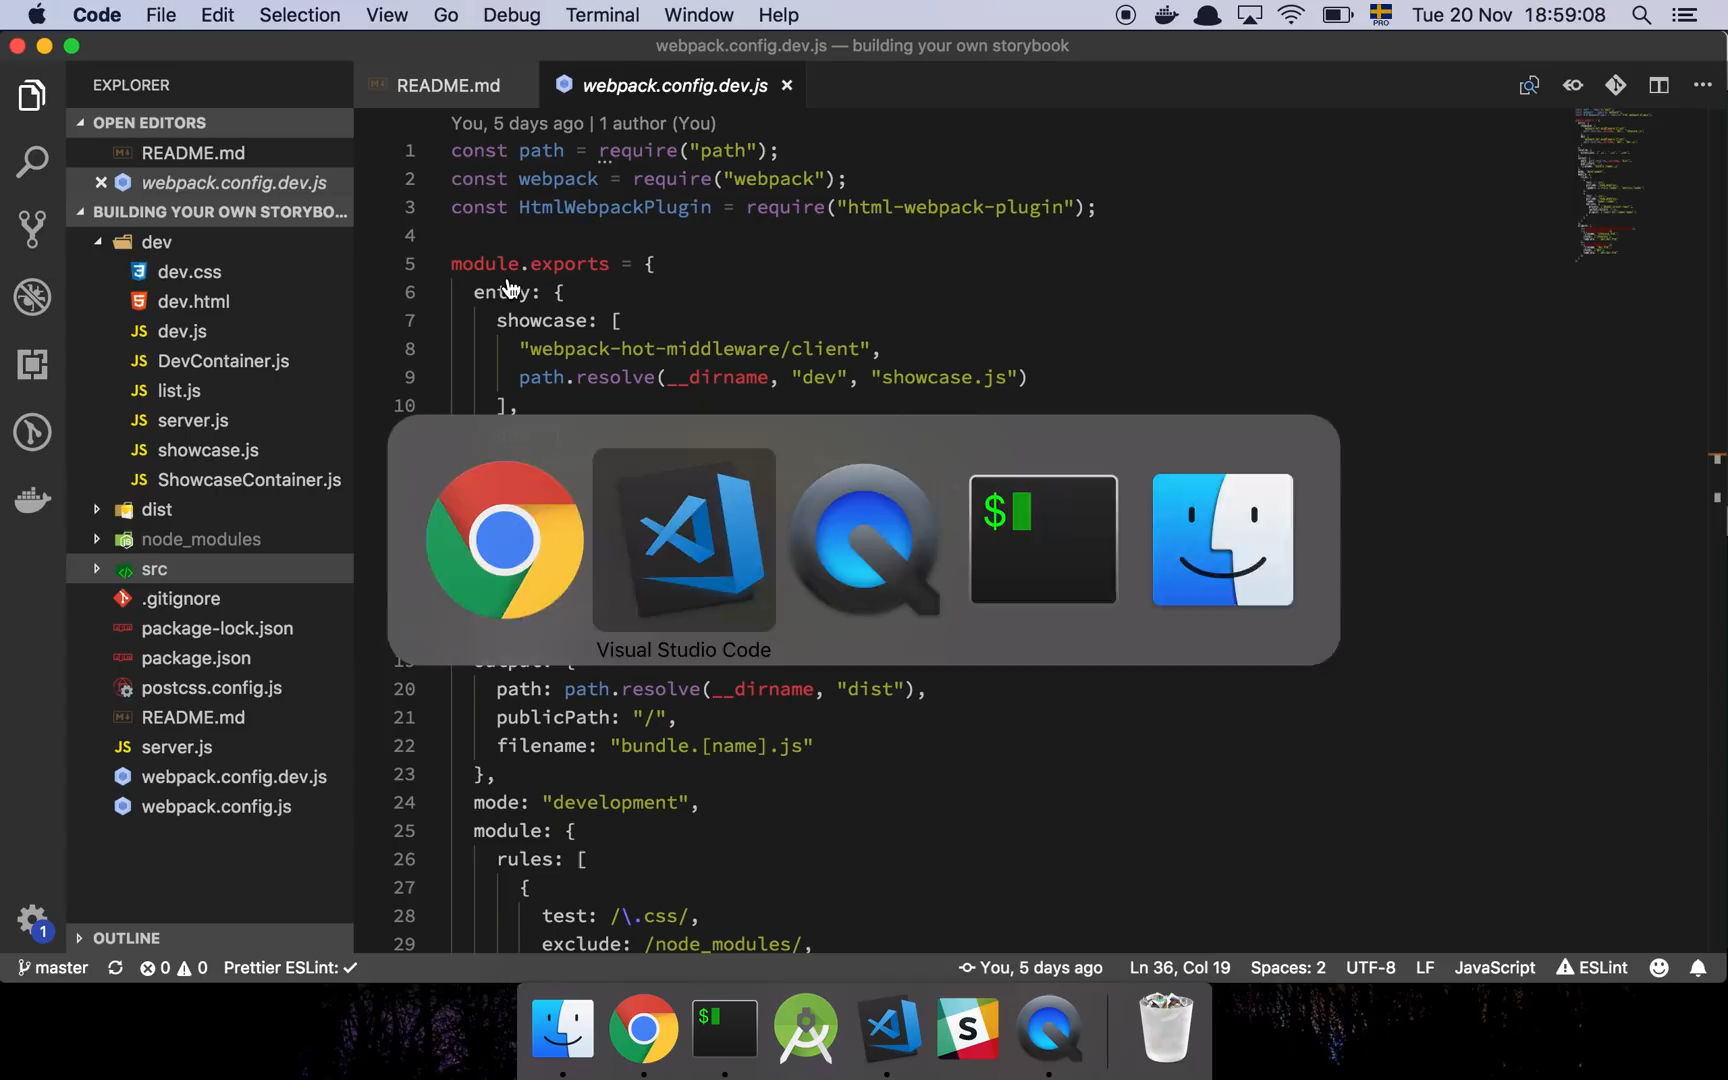 Code File Edit Selection View Go Debug Terminal Window Help PRO Tue 20 Nov 18:59:08
webpack.config.dev.js — building your own storybook
EXPLORER
OPEN EDITORS
README.md
webpack.config.dev.js
BUILDING YOUR OWN STORYBO...
dev
dev.css
dev.html
JS dev.js
JS DevContainer.js
JS list.js
JS server.js
JS showcase.js
JS ShowcaseContainer.js
dist
node_modules
src
.gitignore
package-lock.json
package.json
postcss.config.js
README.md
JS server.js
webpack.config.dev.js
webpack.config.js
OUTLINE
1
README.md
webpack.config.dev.js
You, 5 days ago | 1 author (You)
1 const path = require("path");
2 const webpack = require("webpack");
3 const HtmlWebpackPlugin = require("html-webpack-plugin");
4
5 module.exports = {
6 entry: {
7 showcase: [
8 "webpack-hot-middleware/client",
9 path.resolve(__dirname, "dev", "showcase.js")
10 ],
$
Visual Studio Code
20 path: path.resolve(__dirname, "dist"),
21 publicPath: "/",
22 filename: "bundle.[name].js"
23 },
24 mode: "development",
25 module: {
26 rules: [
27 {
28 test: /\.css/,
29 exclude: /node_modules/,
master 0 0 Prettier ESLint: You, 5 days ago Ln 36, Col 19 Spaces: 2 UTF-8 LF JavaScript ESLint
$ S